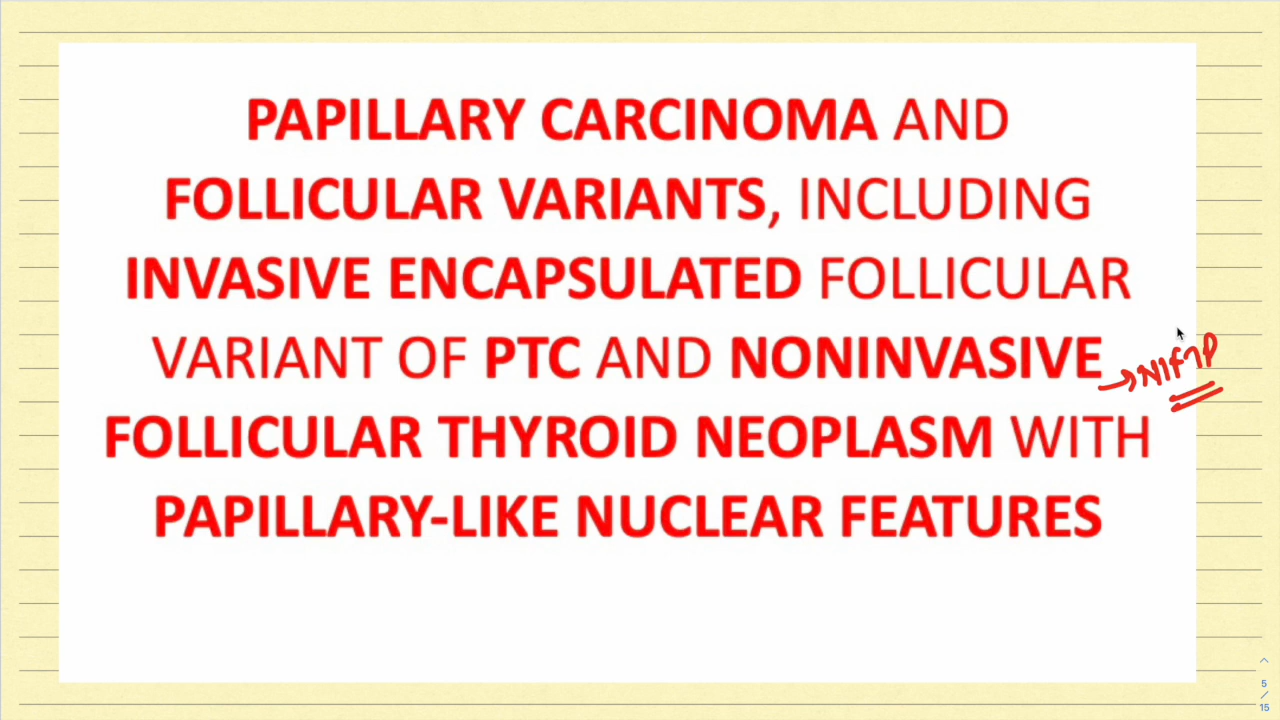 PAPILLARY CARCINOMA AND
FOLLICULAR VARIANTS, INCLUDING
INVASIVE ENCAPSULATED FOLLICULAR
VARIANT OF PTC AND NONINVASIVE
→ NIFTP
FOLLICULAR THYROID NEOPLASM WITH
PAPILLARY-LIKE NUCLEAR FEATURES
5
/
15